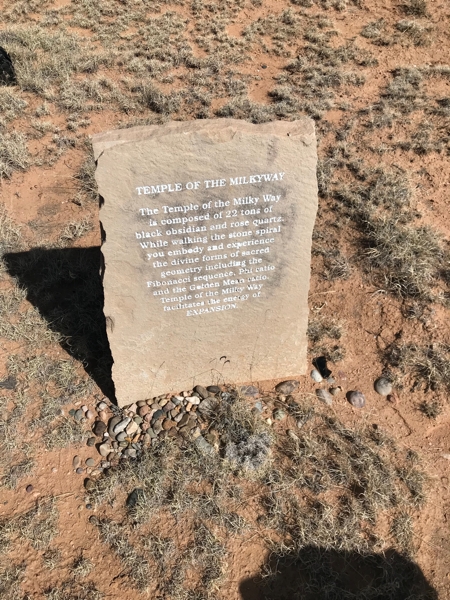 TEMPLE OF THE MILKYWAY
The Temple of the Milky Way
is composed of 22 tons of
black obsidian and rose quartz.
While walking the stone spiral
you embody and experience
the divine forms of sacred
geometry including the
Fibonacci sequence, Phi ratio
and the Golden Mean ratio
Temple of the Milky Way
facilitates the energy of
EXPANSION.